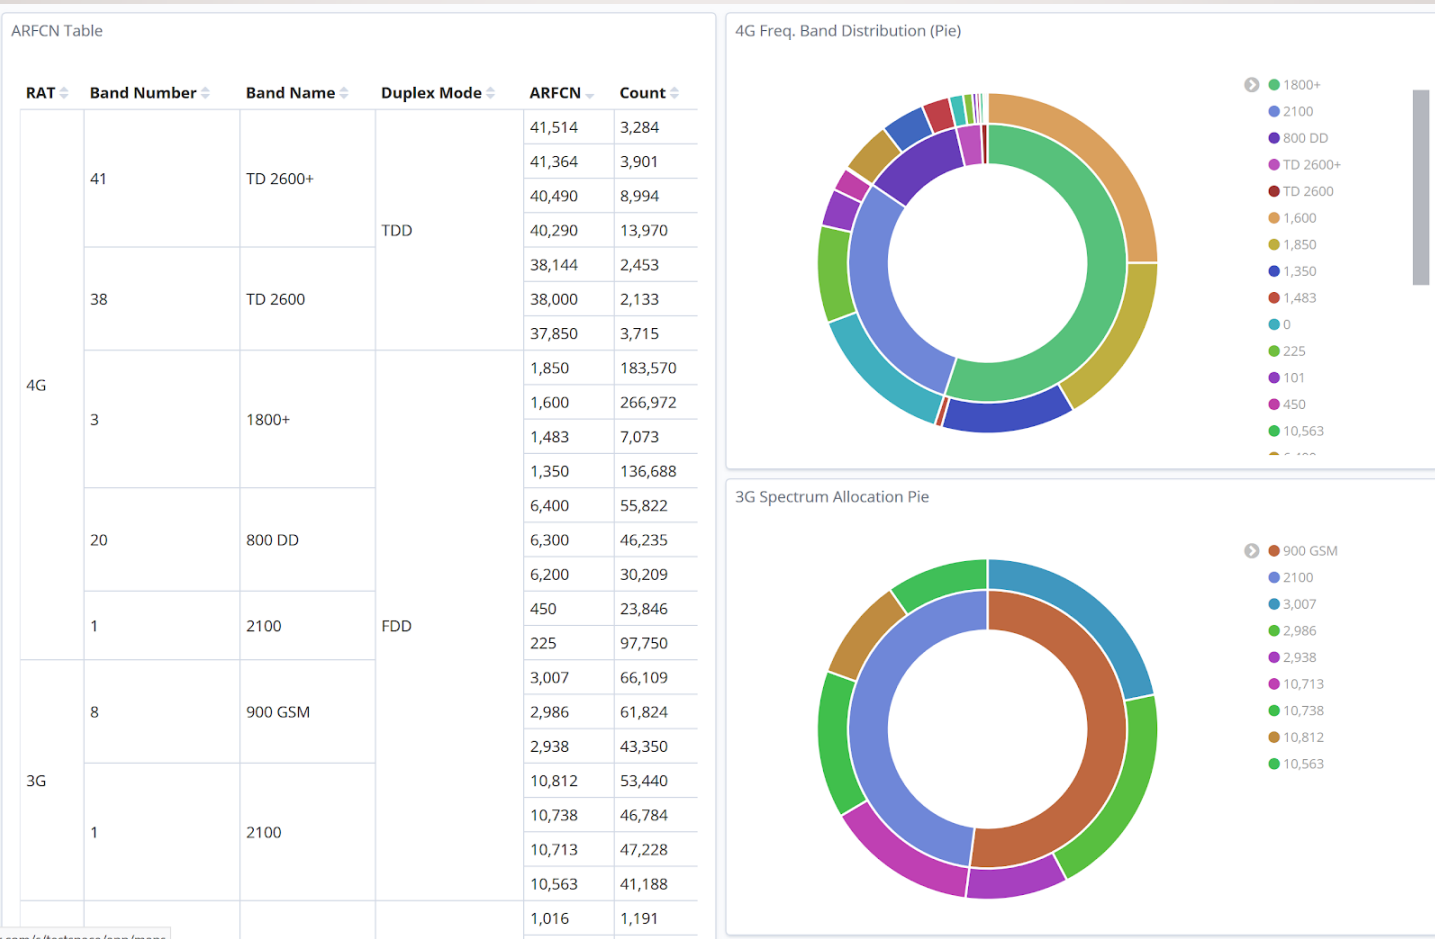 ARFCN Table
RAT Band Number Band Name Duplex Mode ARFCN Count
41,514 3,284
41,364 3,901
41 TD 2600+
40,490 8,994
TDD
40,290 13,970
38,144 2,453
38 TD 2600
38,000 2,133
37,850 3,715
1,850 183,570
4G
1,600 266,972
3 1800+
1,483 7,073
1,350 136,688
6,400 55,822
20 800 DD
6,300 46,235
6,200 30,209
450 23,846
1 2100 FDD
225 97,750
3,007 66,109
8 900 GSM
2,986 61,824
2,938 43,350
3G
10,812 53,440
10,738 46,784
1 2100
10,713 47,228
10,563 41,188
1,016 1,191
4G Freq. Band Distribution (Pie)
1800+
2100
800 DD
TD 2600+
TD 2600
1,600
1,850
1,350
1,483
0
225
101
450
10,563
3G Spectrum Allocation Pie
900 GSM
2100
3,007
2,986
2,938
10,713
10,738
10,812
10,563